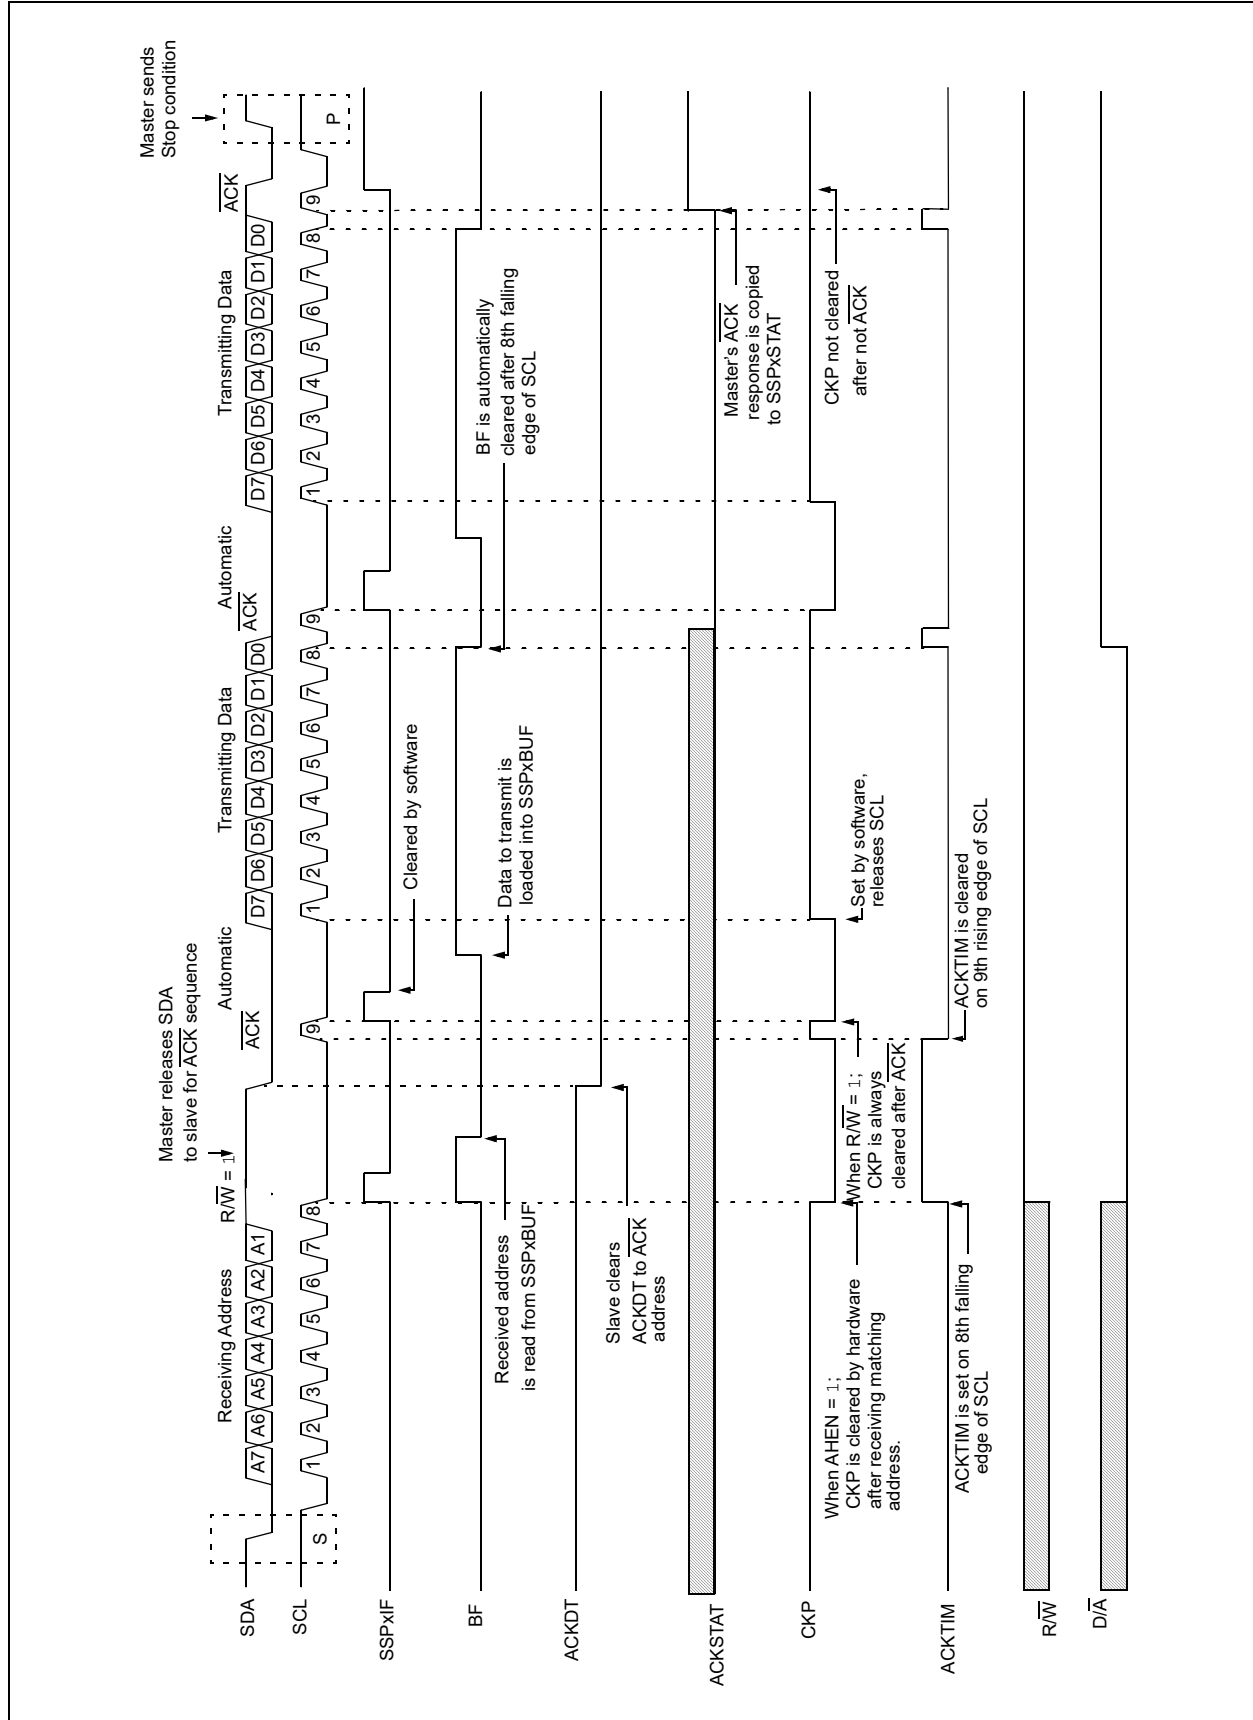 Master releases SDA
to slave for ACK sequence
Master sends
Stop condition
Receiving Address
R/W = 1
Automatic
Transmitting Data
Automatic
Transmitting Data
ACK
ACK
ACK
SDA
A7 A6 A5 A4 A3 A2 A1
D7 D6 D5 D4 D3 D2 D1 D0
D7 D6 D5 D4 D3 D2 D1 D0
SCL
S
1 2 3 4 5 6 7 8 9
1 2 3 4 5 6 7 8 9
1 2 3 4 5 6 7 8 9
P
SSPxIF
Cleared by software
BF
Received address
is read from SSPxBUF
Data to transmit is
loaded into SSPxBUF
BF is automatically
cleared after 8th falling
edge of SCL
ACKDT
Slave clears
ACKDT to ACK
address
ACKSTAT
Master's ACK
response is copied
to SSPxSTAT
CKP
When AHEN = 1;
CKP is cleared by hardware
after receiving matching
address.
When R/W = 1;
CKP is always
cleared after ACK
Set by software,
releases SCL
CKP not cleared
after not ACK
ACKTIM
ACKTIM is set on 8th falling
edge of SCL
ACKTIM is cleared
on 9th rising edge of SCL
R/W
D/A